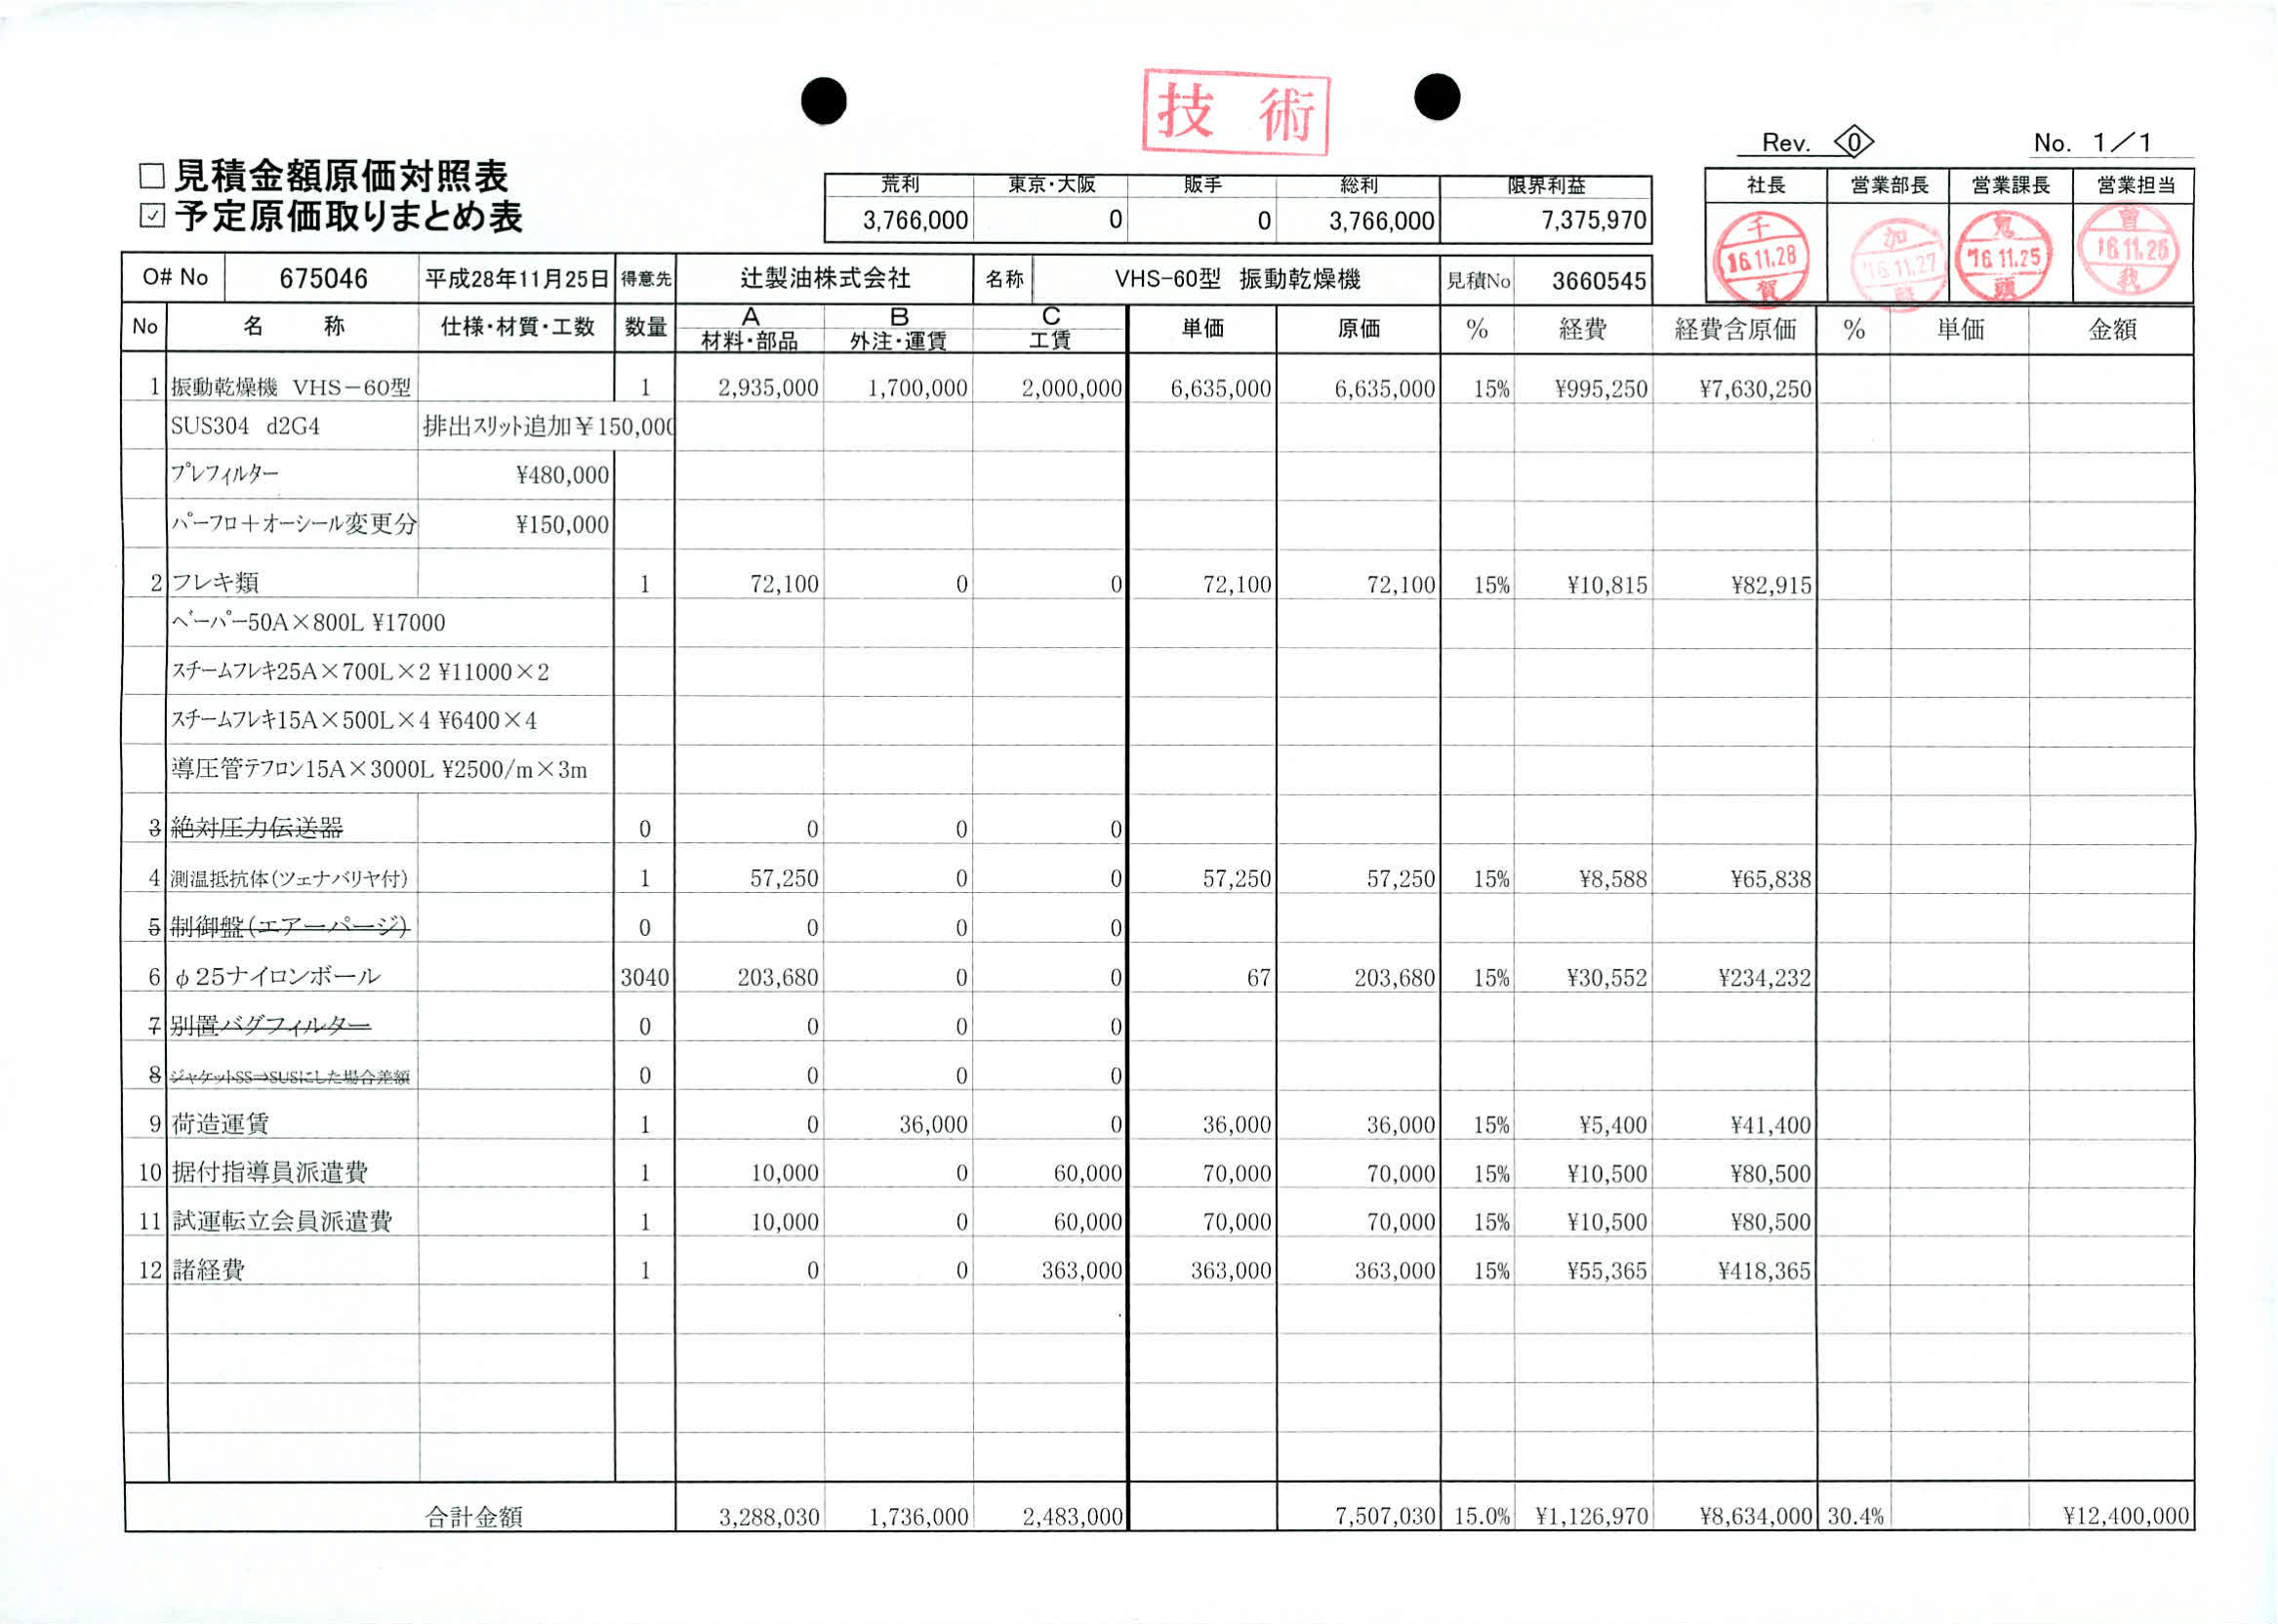 技 術
Rev. 0 No. 1／1
□ 見積金額原価対照表
☑ 予定原価取りまとめ表
荒利 東京・大阪 販手 総利 限界利益
3,766,000 0 0 3,766,000 7,375,970
社長 営業部長 営業課長 営業担当
千 16.11.28 賀
加 '16.11.27
'16.11.25 頭
曽 16.11.26 我
O# No 675046 平成28年11月25日 得意先 辻製油株式会社 名称 VHS-60型 振動乾燥機 見積No 3660545
No 名 称 仕様・材質・工数 数量 A 材料・部品 B 外注・運賃 C 工賃 単価 原価 % 経費 経費含原価 % 単価 金額
1 振動乾燥機 VHS－60型 1 2,935,000 1,700,000 2,000,000 6,635,000 6,635,000 15% ¥995,250 ¥7,630,250
SUS304 d2G4 排出スリット追加￥150,000
プレフィルター ¥480,000
パーフロ＋オーシール変更分 ¥150,000
2 フレキ類 1 72,100 0 0 72,100 72,100 15% ¥10,815 ¥82,915
ベーパー50A×800L ¥17000
スチームフレキ25A×700L×2 ¥11000×2
スチームフレキ15A×500L×4 ¥6400×4
導圧管テフロン15A×3000L ¥2500/m×3m
3 絶対圧力伝送器 0 0 0 0
4 測温抵抗体(ツェナバリヤ付) 1 57,250 0 0 57,250 57,250 15% ¥8,588 ¥65,838
5 制御盤(エアーパージ) 0 0 0 0
6 φ25ナイロンボール 3040 203,680 0 0 67 203,680 15% ¥30,552 ¥234,232
7 別置バグフィルター 0 0 0 0
8 ジャケットSS⇒SUSにした場合差額 0 0 0 0
9 荷造運賃 1 0 36,000 0 36,000 36,000 15% ¥5,400 ¥41,400
10 据付指導員派遣費 1 10,000 0 60,000 70,000 70,000 15% ¥10,500 ¥80,500
11 試運転立会員派遣費 1 10,000 0 60,000 70,000 70,000 15% ¥10,500 ¥80,500
12 諸経費 1 0 0 363,000 363,000 363,000 15% ¥55,365 ¥418,365
合計金額 3,288,030 1,736,000 2,483,000 7,507,030 15.0% ¥1,126,970 ¥8,634,000 30.4% ¥12,400,000